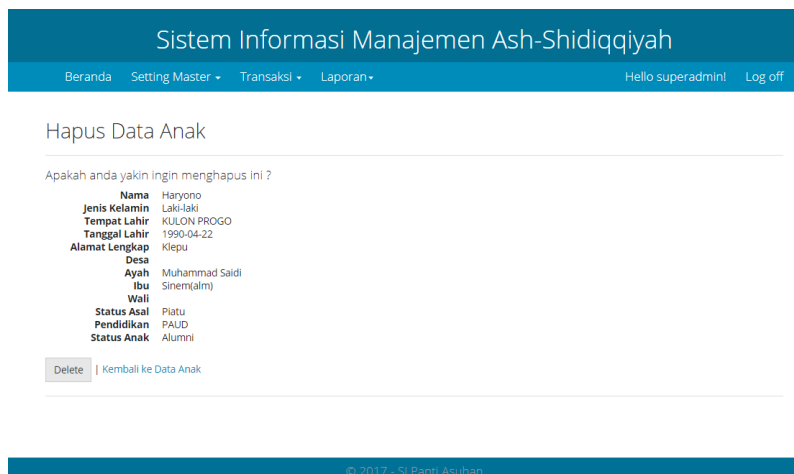 Sistem Informasi Manajemen Ash-Shidiqqiyah
Beranda Setting Master Transaksi Laporan Hello superadmin! Log off
Hapus Data Anak
Apakah anda yakin ingin menghapus ini ?
Nama Haryono
Jenis Kelamin Laki-laki
Tempat Lahir KULON PROGO
Tanggal Lahir 1990-04-22
Alamat Lengkap Klepu
Desa
Ayah Muhammad Saidi
Ibu Sinem(alm)
Wali
Status Asal Piatu
Pendidikan PAUD
Status Anak Alumni
Delete | Kembali ke Data Anak
© 2017 - SI Panti Asuhan